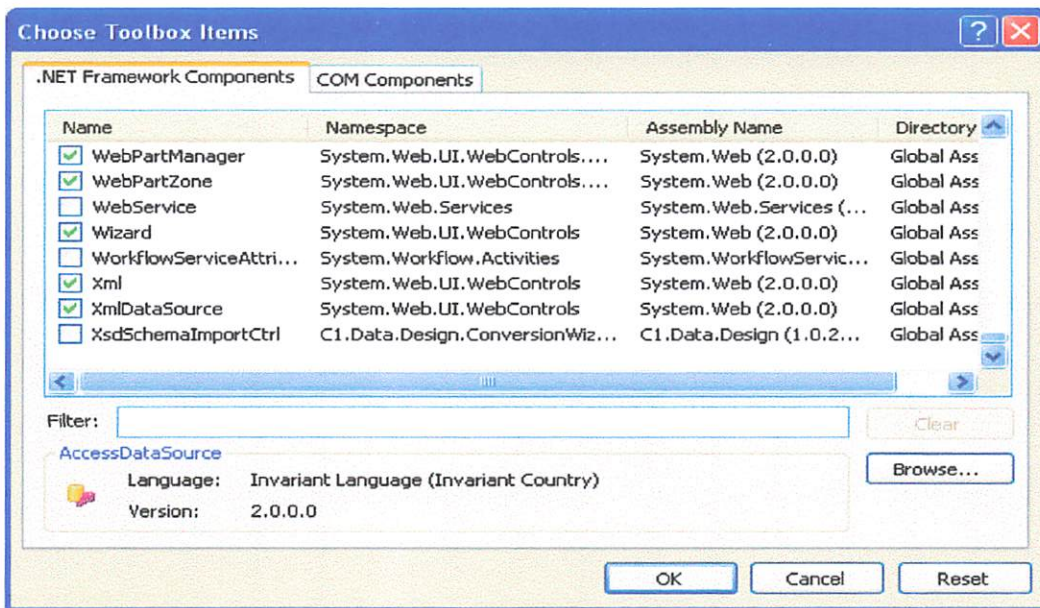 Choose Toolbox Items
.NET Framework Components COM Components
Name Namespace Assembly Name Directory
WebPartManager System.Web.UI.WebControls.... System.Web (2.0.0.0) Global Ass
WebPartZone System.Web.UI.WebControls.... System.Web (2.0.0.0) Global Ass
WebService System.Web.Services System.Web.Services (... Global Ass
Wizard System.Web.UI.WebControls System.Web (2.0.0.0) Global Ass
WorkflowServiceAttri... System.Workflow.Activities System.WorkflowServic... Global Ass
Xml System.Web.UI.WebControls System.Web (2.0.0.0) Global Ass
XmlDataSource System.Web.UI.WebControls System.Web (2.0.0.0) Global Ass
XsdSchemaImportCtrl C1.Data.Design.ConversionWiz... C1.Data.Design (1.0.2... Global Ass
Filter: Clear
AccessDataSource
Language: Invariant Language (Invariant Country) Browse...
Version: 2.0.0.0
OK Cancel Reset